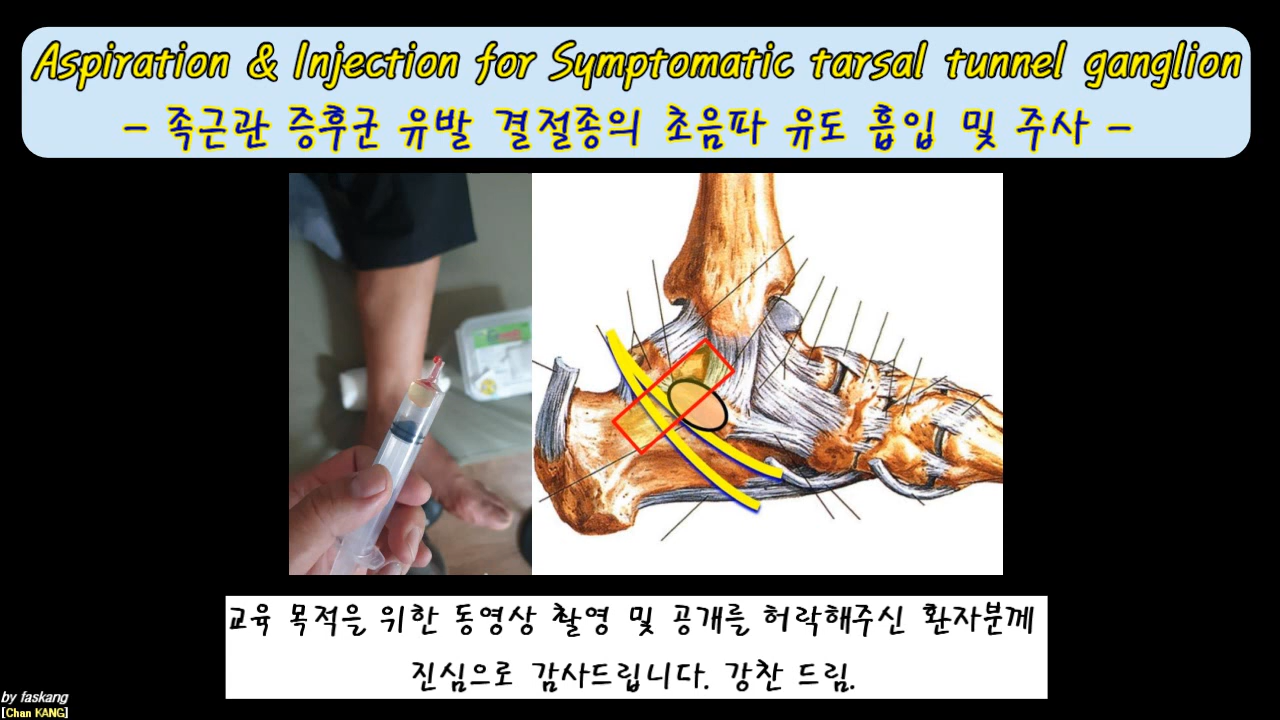 Aspiration & Injection for Symptomatic tarsal tunnel ganglion
- 족근관 증후군 유발 결절종의 초음파 유도 흡입 및 주사 -
교육 목적을 위한 동영상 촬영 및 공개를 허락해주신 환자분께
진심으로 감사드립니다. 강찬 드림.
by faskang
[Chan KANG]